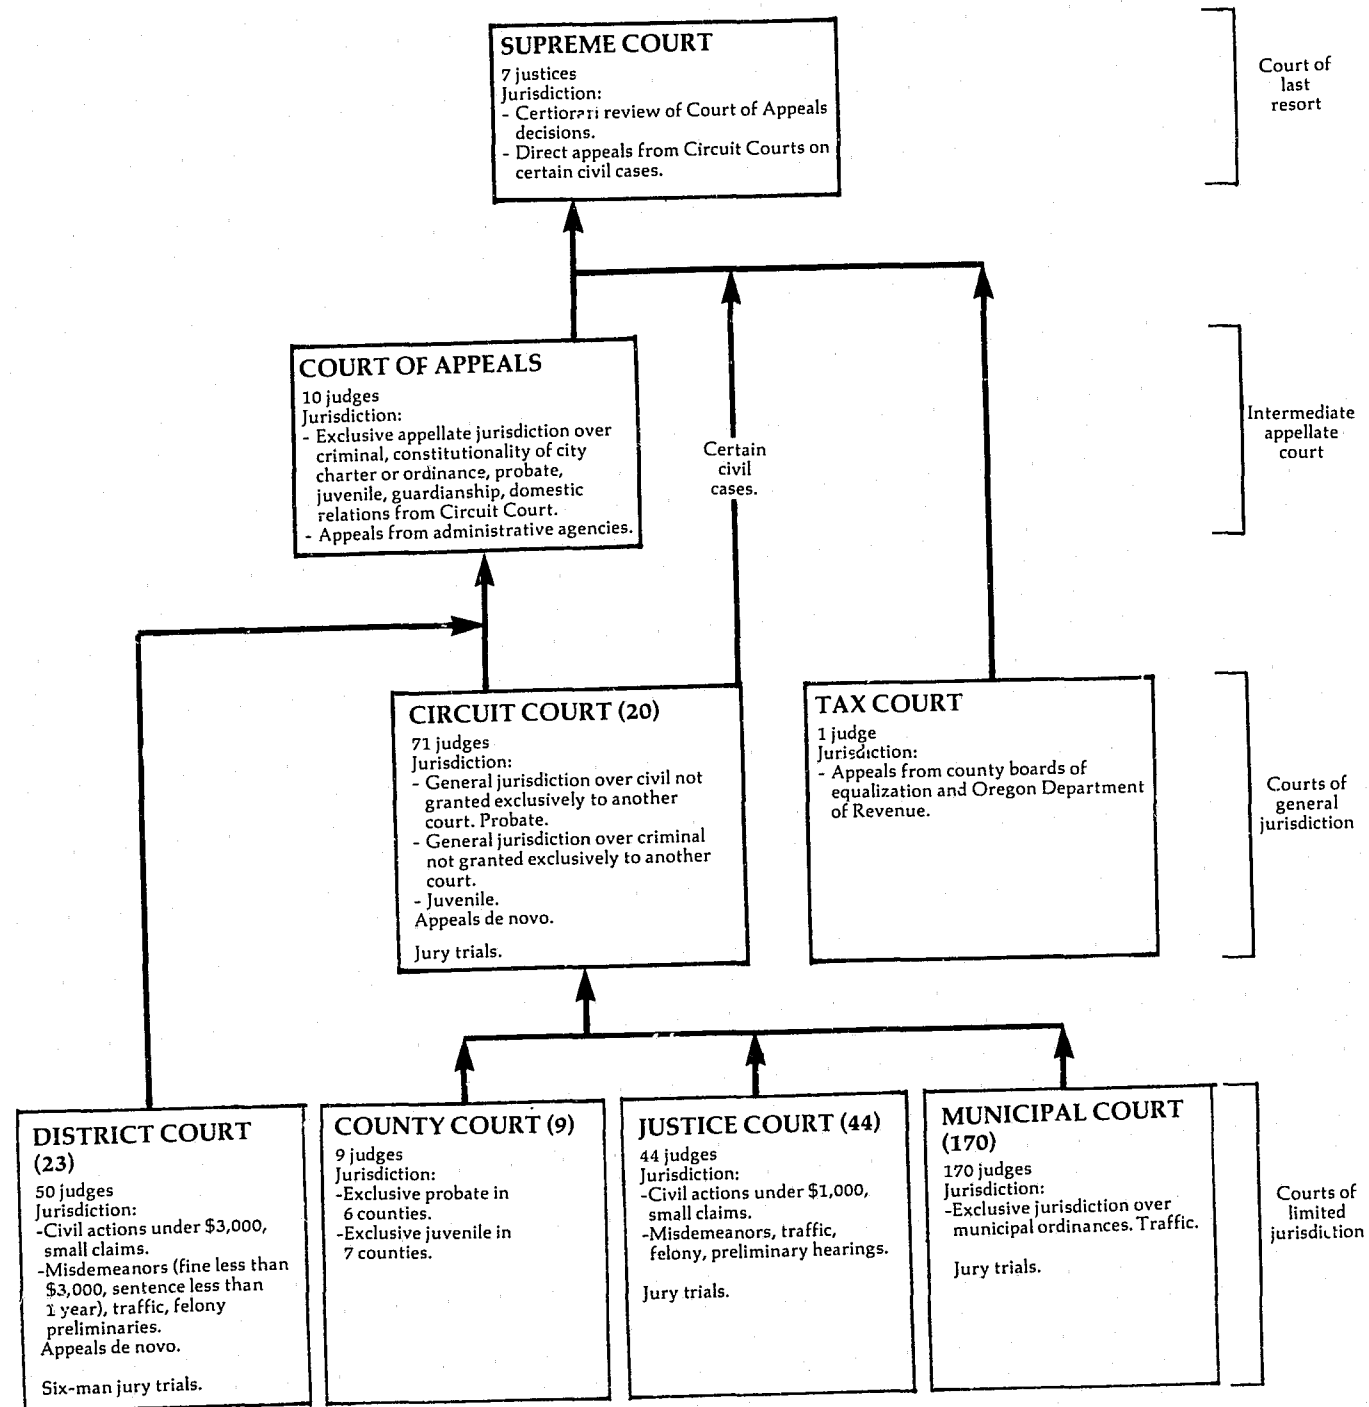 SUPREME COURT
7 justices
Jurisdiction:
- Certiorari review of Court of Appeals
decisions.
- Direct appeals from Circuit Courts on
certain civil cases.
Court of
last
resort
COURT OF APPEALS
10 judges
Jurisdiction:
- Exclusive appellate jurisdiction over
criminal, constitutionality of city
charter or ordinance, probate,
juvenile, guardianship, domestic
relations from Circuit Court.
- Appeals from administrative agencies.
Certain
civil
cases.
Intermediate
appellate
court
CIRCUIT COURT (20)
71 judges
Jurisdiction:
- General jurisdiction over civil not
granted exclusively to another
court. Probate.
- General jurisdiction over criminal
not granted exclusively to another
court.
- Juvenile.
Appeals de novo.
Jury trials.
TAX COURT
1 judge
Jurisdiction:
- Appeals from county boards of
equalization and Oregon Department
of Revenue.
Courts of
general
jurisdiction
DISTRICT COURT
(23)
50 judges
Jurisdiction:
-Civil actions under $3,000,
small claims.
-Misdemeanors (fine less than
$3,000, sentence less than
1 year), traffic, felony
preliminaries.
Appeals de novo.
Six-man jury trials.
COUNTY COURT (9)
9 judges
Jurisdiction:
-Exclusive probate in
6 counties.
-Exclusive juvenile in
7 counties.
JUSTICE COURT (44)
44 judges
Jurisdiction:
-Civil actions under $1,000,
small claims.
-Misdemeanors, traffic,
felony, preliminary hearings.
Jury trials.
MUNICIPAL COURT
(170)
170 judges
Jurisdiction:
-Exclusive jurisdiction over
municipal ordinances. Traffic.
Jury trials.
Courts of
limited
jurisdiction